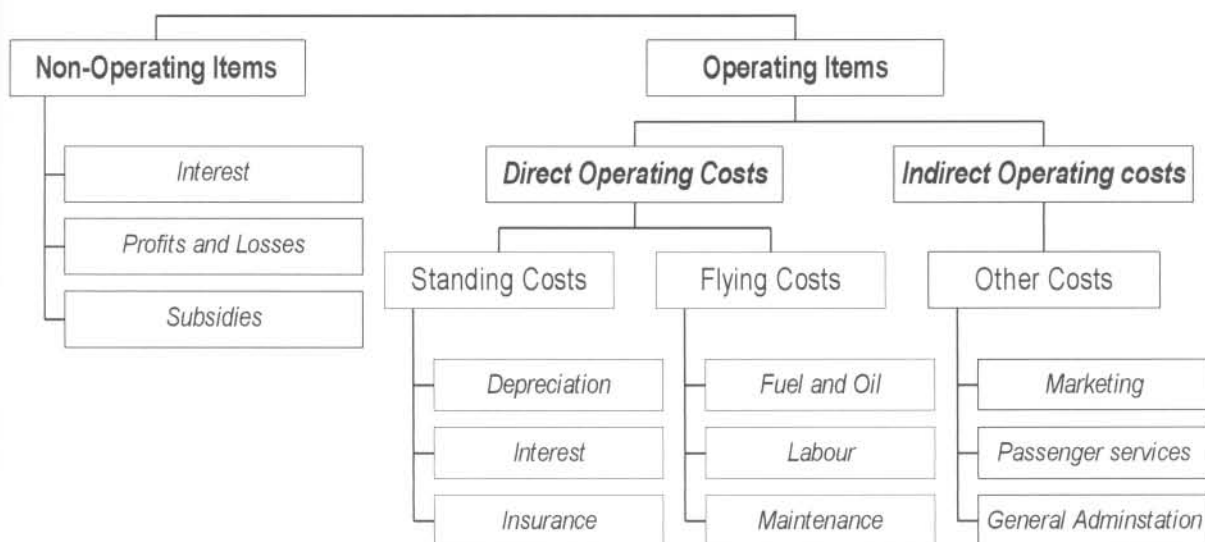 Non-Operating Items
Operating Items
Interest
Profits and Losses
Subsidies
Direct Operating Costs
Indirect Operating costs
Standing Costs
Flying Costs
Other Costs
Depreciation
Interest
Insurance
Fuel and Oil
Labour
Maintenance
Marketing
Passenger services
General Adminstation